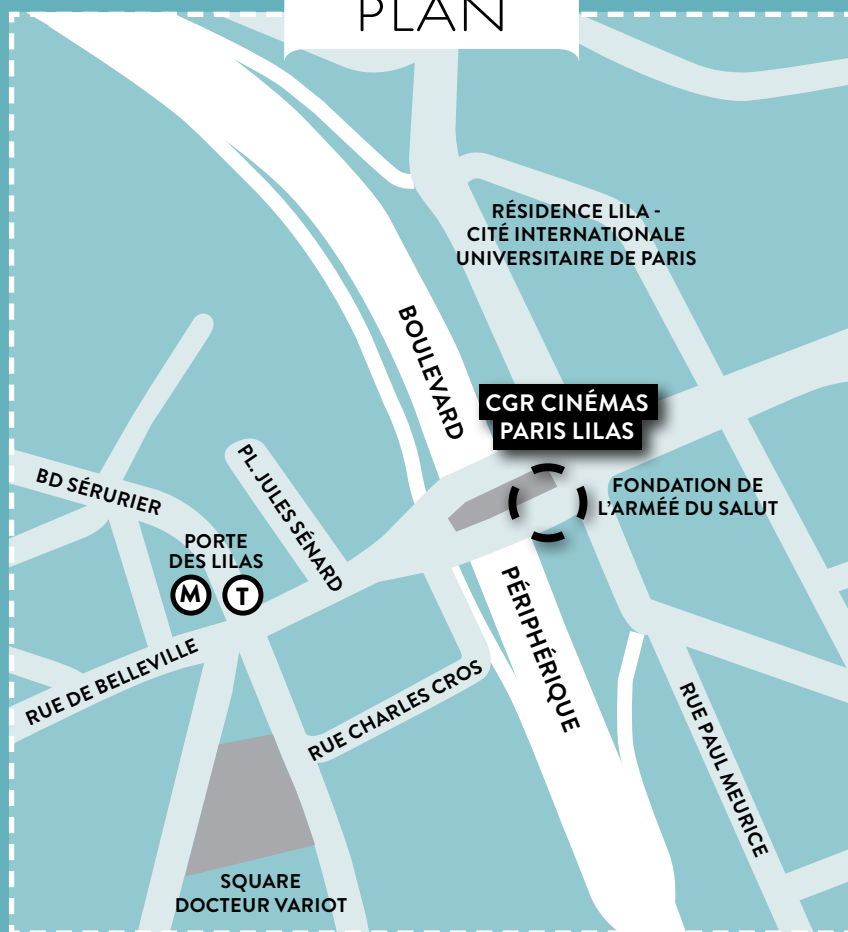 PLAN
RÉSIDENCE LILA -
CITÉ INTERNATIONALE
UNIVERSITAIRE DE PARIS
BOULEVARD
CGR CINÉMAS
PARIS LILAS
PL. JULES SÉNARD
BD SÉRURIER
FONDATION DE
L'ARMÉÉ DU SALUT
PORTE
DES LILAS
M T
PÉRIPHÉRIQUE
RUE DE BELLEVILLE
RUE CHARLES CROS
RUE PAUL MEURICE
SQUARE
DOCTEUR VARIOT